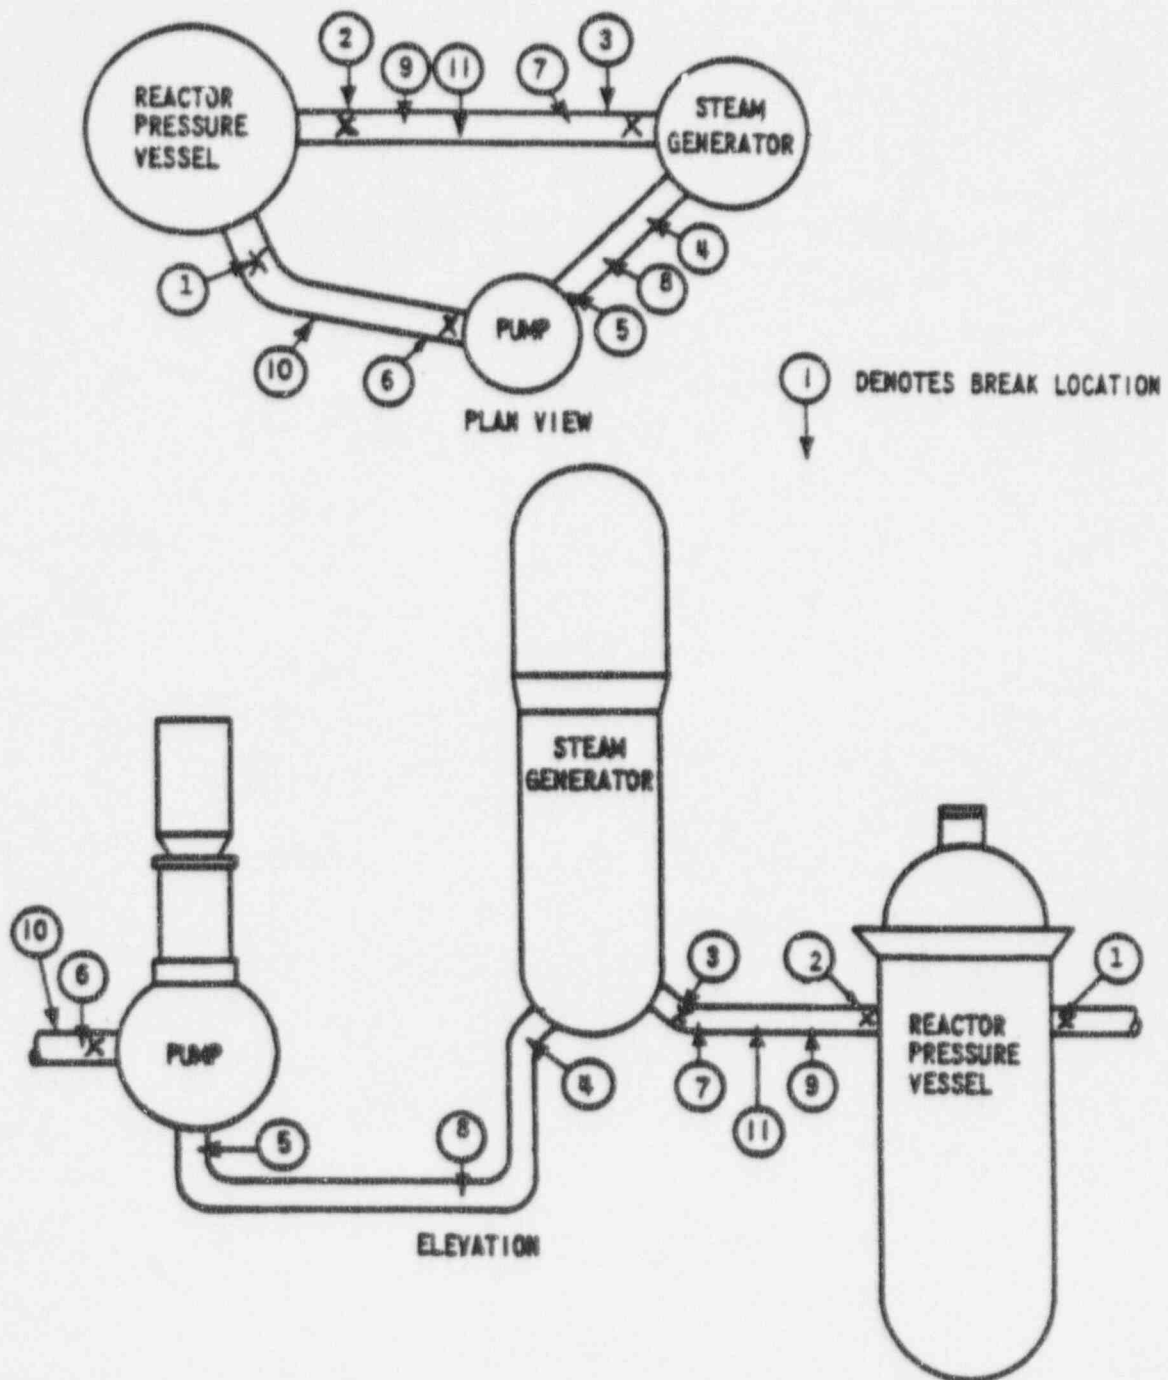 2
3
9
11
7
REACTOR
PRESSURE
VESSEL
STEAM
GENERATOR
4
1
8
5
PUMP
10
6
PLAN VIEW
1
DENOTES BREAK LOCATION
STEAM
GENERATOR
10
6
3
2
1
PUMP
REACTOR
PRESSURE
VESSEL
4
7
9
11
8
5
ELEVATION